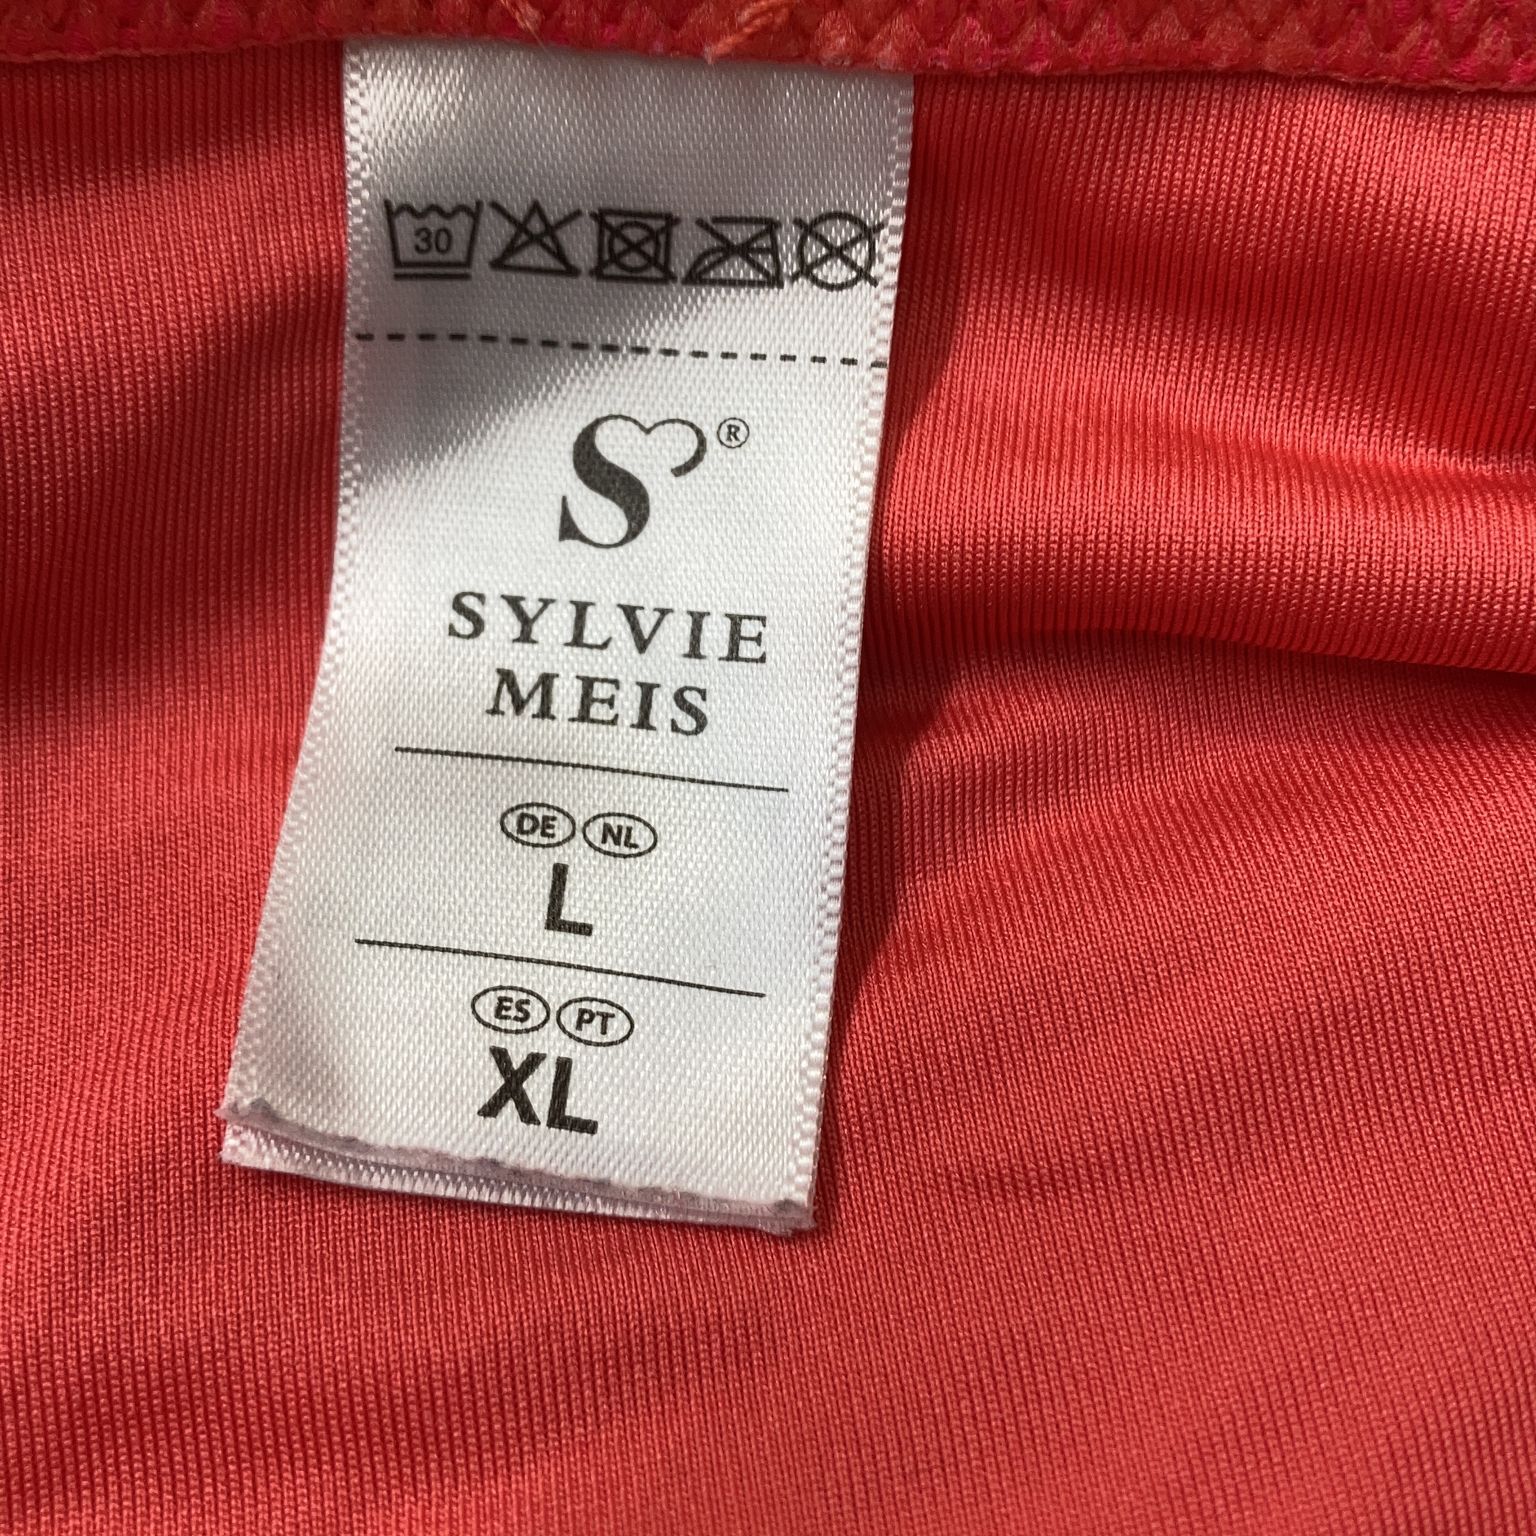 30
S®
SYLVIE
MEIS
DE NL
L
ES PT
XL